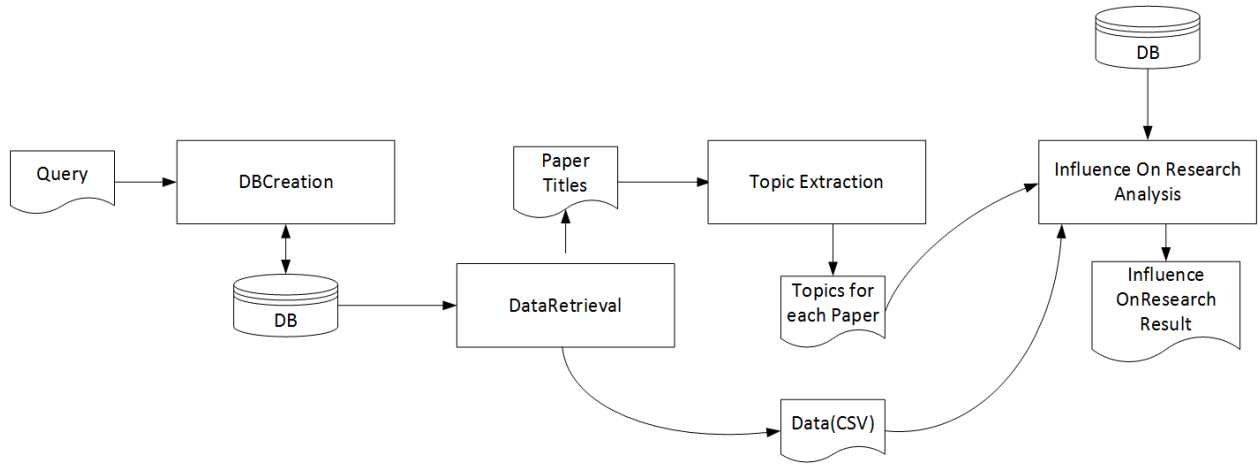 DB
Query
DBCreation
Paper
Titles
Topic Extraction
Influence On Research
Analysis
DB
DataRetrieval
Topics for
each Paper
Influence
OnResearch
Result
Data(CSV)